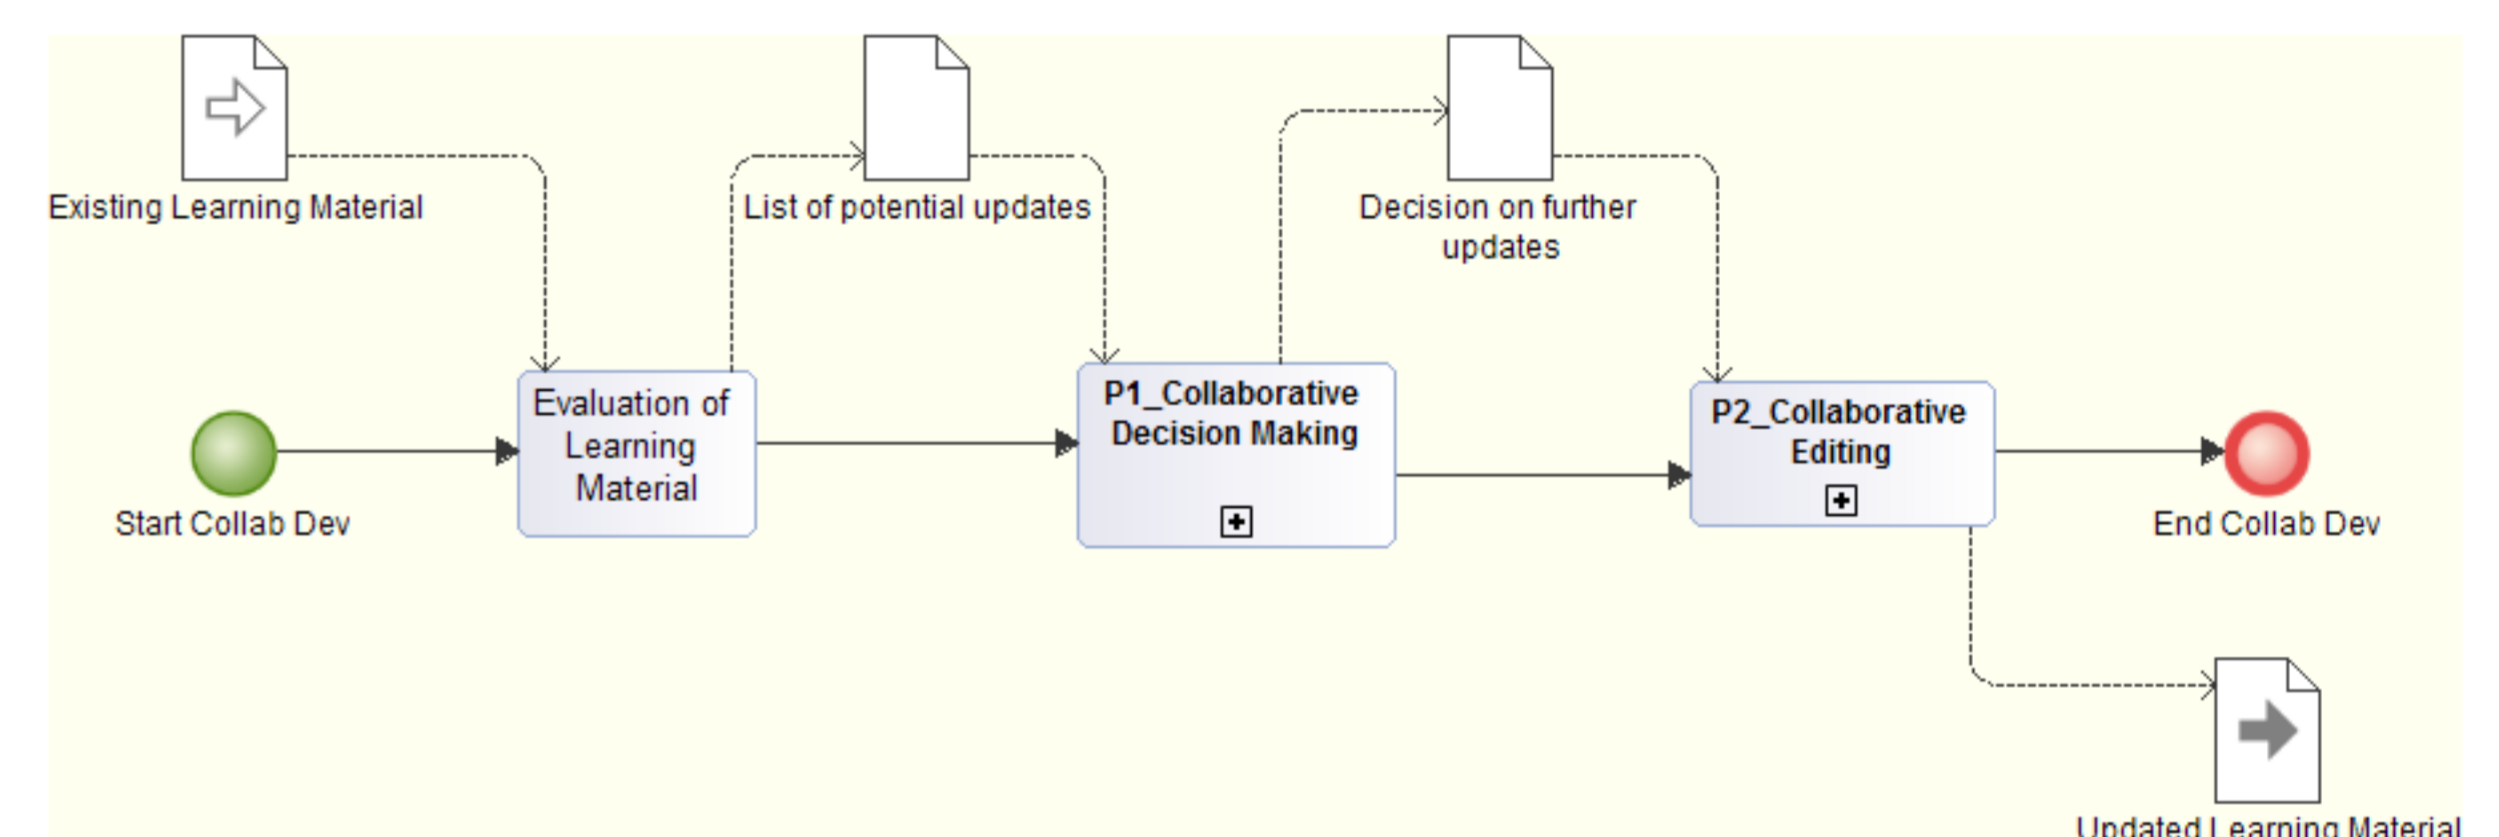 Existing Learning Material
List of potential updates
Decision on further
updates
Start Collab Dev
Evaluation of
Learning
Material
P1_Collaborative
Decision Making
P2_Collaborative
Editing
End Collab Dev
Updated Learning Material